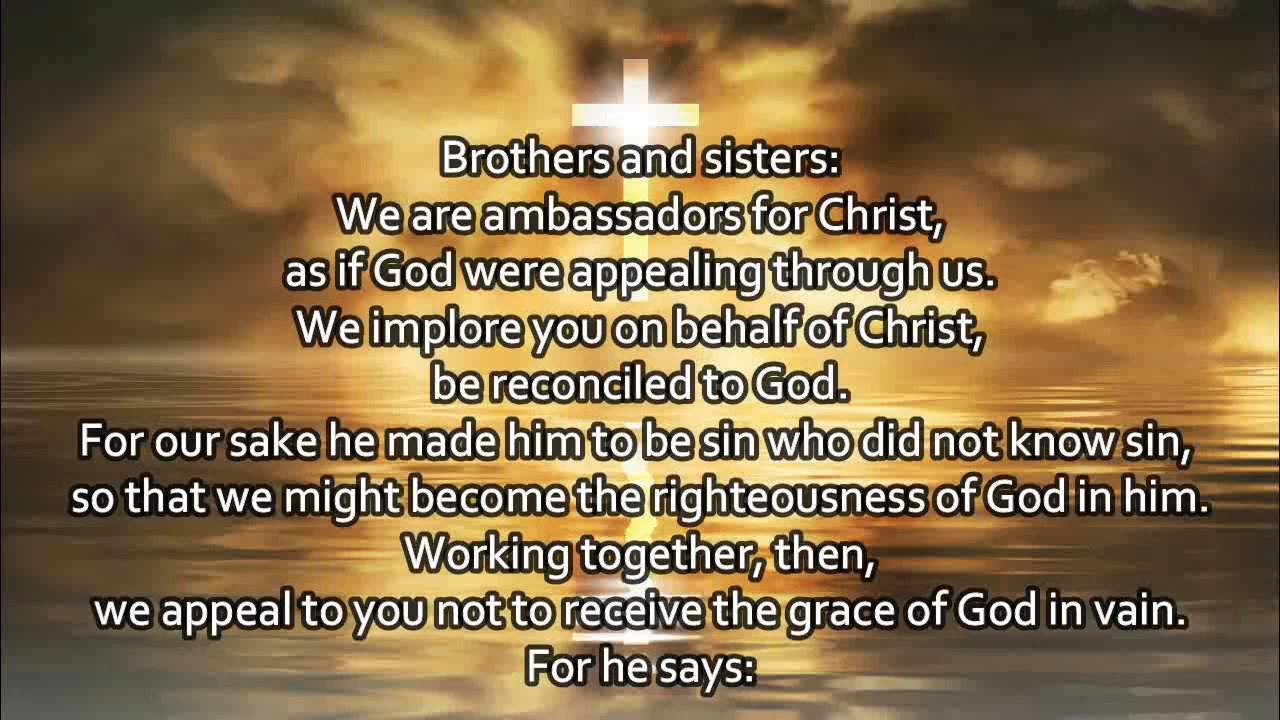 Brothers and sisters:
We are ambassadors for Christ,
as if God were appealing through us.
We implore you on behalf of Christ,
be reconciled to God.
For our sake he made him to be sin who did not know sin,
so that we might become the righteousness of God in him.
Working together, then,
we appeal to you not to receive the grace of God in vain.
For he says: